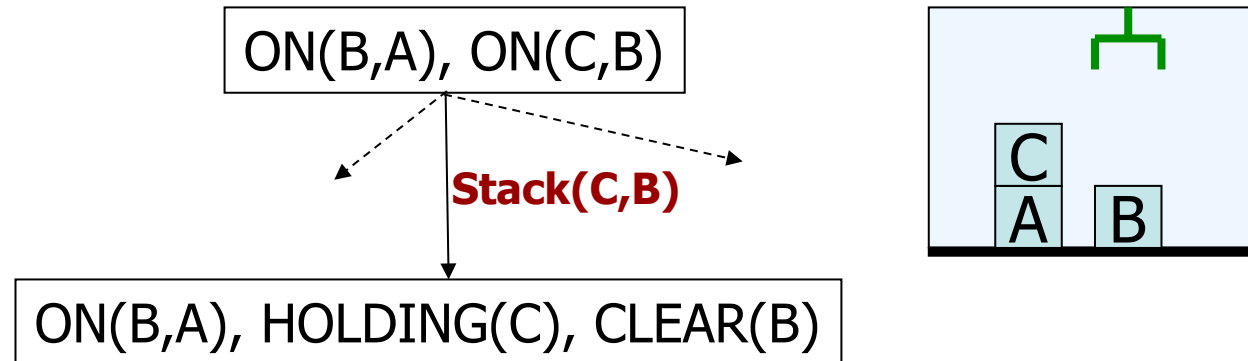 ON(B,A), ON(C,B)
Stack(C,B)
ON(B,A), HOLDING(C), CLEAR(B)
C
A B